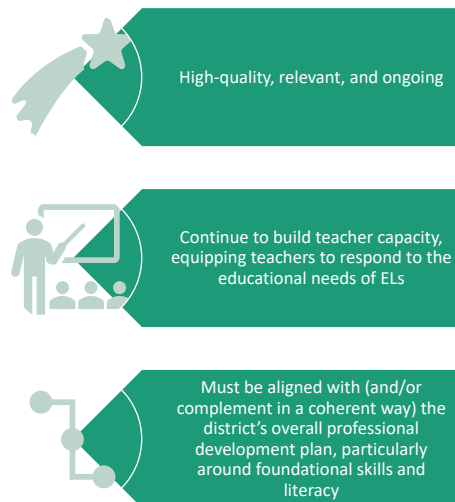 High-quality, relevant, and ongoing
Continue to build teacher capacity,
equipping teachers to respond to the
educational needs of ELs
Must be aligned with (and/or
complement in a coherent way) the
district’s overall professional
development plan, particularly
around foundational skills and
literacy